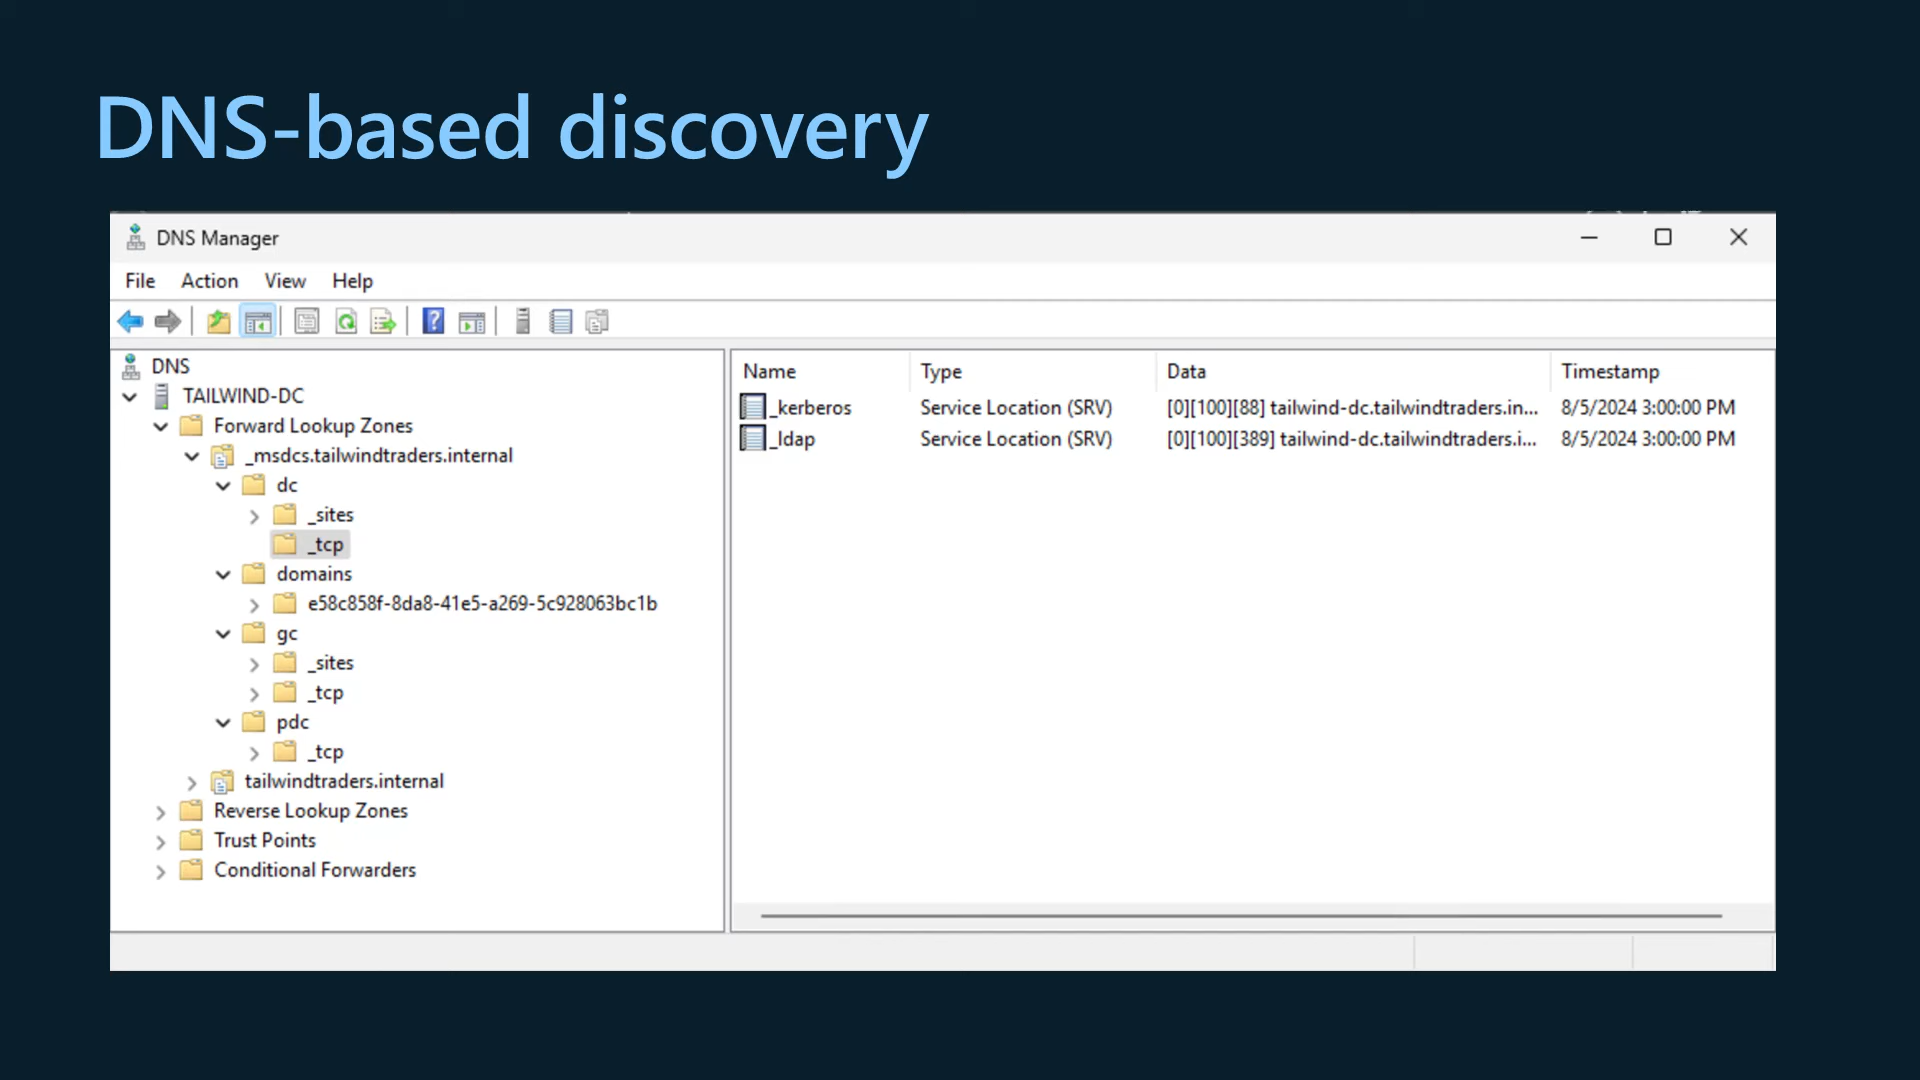 DNS-based discovery
DNS Manager
File Action View Help
DNS
TAILWIND-DC
Forward Lookup Zones
_msdcs.tailwindtraders.internal
dc
_sites
_tcp
domains
e58c858f-8da8-41e5-a269-5c928063bc1b
gc
_sites
_tcp
pdc
_tcp
tailwindtraders.internal
Reverse Lookup Zones
Trust Points
Conditional Forwarders
Name Type Data Timestamp
_kerberos Service Location (SRV) [0][100][88] tailwind-dc.tailwindtraders.in... 8/5/2024 3:00:00 PM
_ldap Service Location (SRV) [0][100][389] tailwind-dc.tailwindtraders.i... 8/5/2024 3:00:00 PM